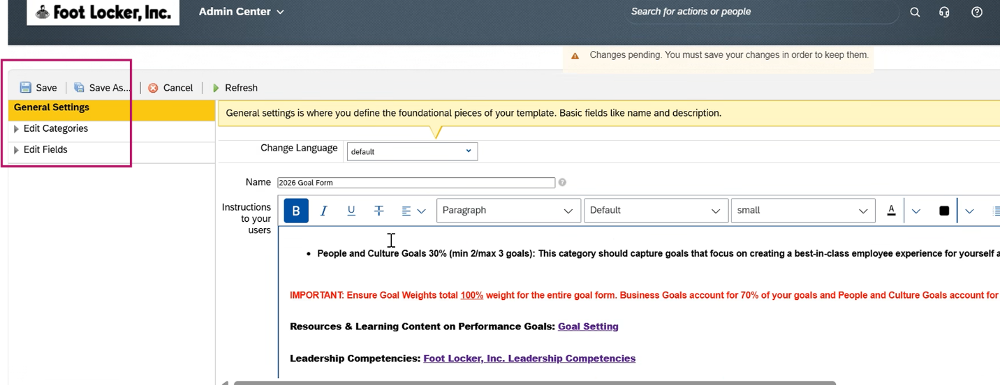 Foot Locker, Inc.
Admin Center
Search for actions or people
Changes pending. You must save your changes in order to keep them.
Save
Save As...
Cancel
Refresh
General Settings
General settings is where you define the foundational pieces of your template. Basic fields like name and description.
Edit Categories
Edit Fields
Change Language
default
Name
2026 Goal Form
Instructions
to your
users
B I U T Paragraph Default small A
• People and Culture Goals 30% (min 2/max 3 goals): This category should capture goals that focus on creating a best-in-class employee experience for yourself a
IMPORTANT: Ensure Goal Weights total 100% weight for the entire goal form. Business Goals account for 70% of your goals and People and Culture Goals account for
Resources & Learning Content on Performance Goals: Goal Setting
Leadership Competencies: Foot Locker, Inc. Leadership Competencies